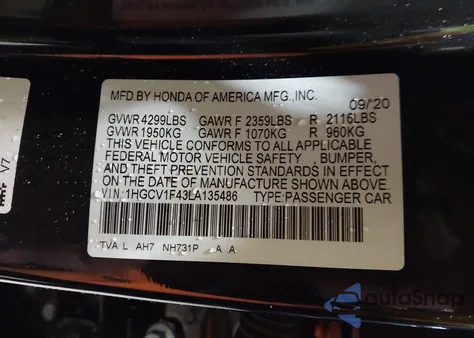 MFD.BY HONDA OF AMERICA MFG.,INC. 09/20
GVWR 4299LBS GAWR F 2359LBS R 2116LBS
GVWR 1950KG GAWR F 1070KG R 960KG
THIS VEHICLE CONFORMS TO ALL APPLICABLE
FEDERAL MOTOR VEHICLE SAFETY , BUMPER,
AND THEFT PREVENTION STANDARDS IN EFFECT
ON THE DATE OF MANUFACTURE SHOWN ABOVE.
VIN:1HGCV1F43LA135486 TYPE:PASSENGER CAR
TVA L AH7 NH731P A .A
V7
autoSnap